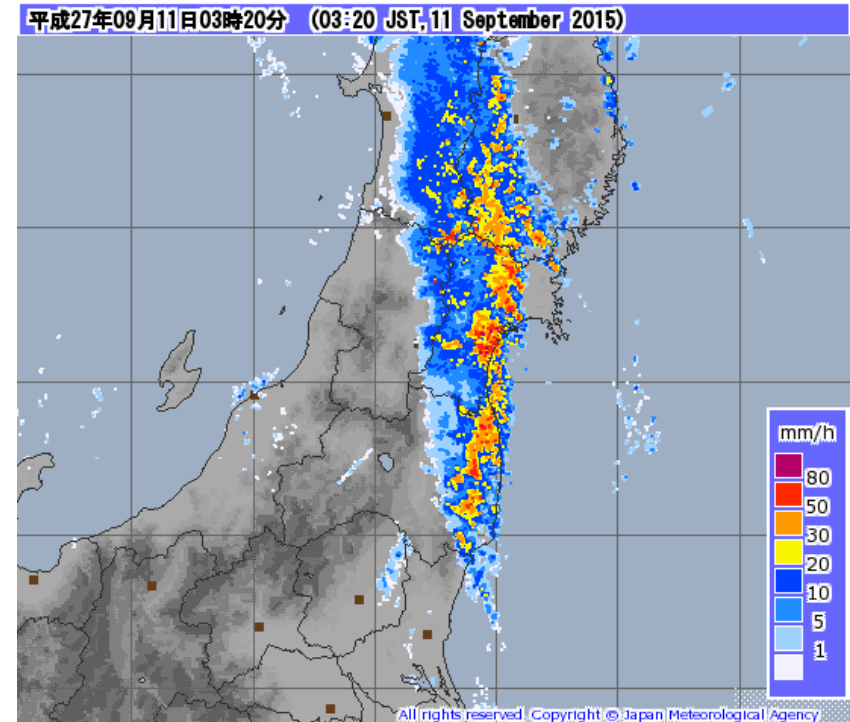 平成27年09月11日03時20分 (03:20 JST, 11 September 2015)
mm/h
80
50
30
20
10
5
1
All rights reserved. Copyright © Japan Meteorological Agency